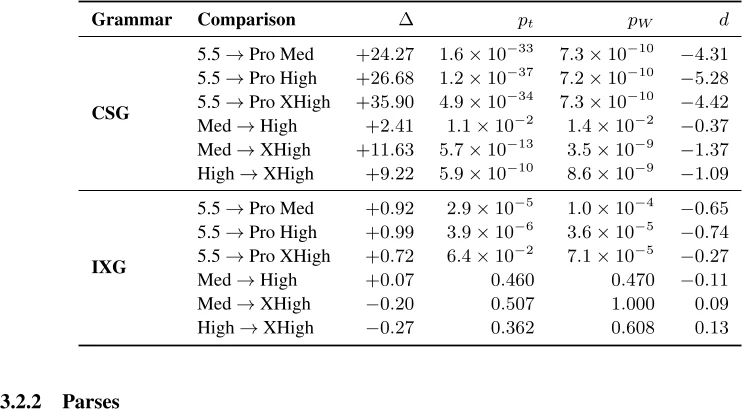 Grammar Comparison Δ p_t p_W d
CSG
5.5 → Pro Med +24.27 1.6 × 10^−33 7.3 × 10^−10 −4.31
5.5 → Pro High +26.68 1.2 × 10^−37 7.2 × 10^−10 −5.28
5.5 → Pro XHigh +35.90 4.9 × 10^−34 7.3 × 10^−10 −4.42
Med → High +2.41 1.1 × 10^−2 1.4 × 10^−2 −0.37
Med → XHigh +11.63 5.7 × 10^−13 3.5 × 10^−9 −1.37
High → XHigh +9.22 5.9 × 10^−10 8.6 × 10^−9 −1.09
IXG
5.5 → Pro Med +0.92 2.9 × 10^−5 1.0 × 10^−4 −0.65
5.5 → Pro High +0.99 3.9 × 10^−6 3.6 × 10^−5 −0.74
5.5 → Pro XHigh +0.72 6.4 × 10^−2 7.1 × 10^−5 −0.27
Med → High +0.07 0.460 0.470 −0.11
Med → XHigh −0.20 0.507 1.000 0.09
High → XHigh −0.27 0.362 0.608 0.13
3.2.2 Parses